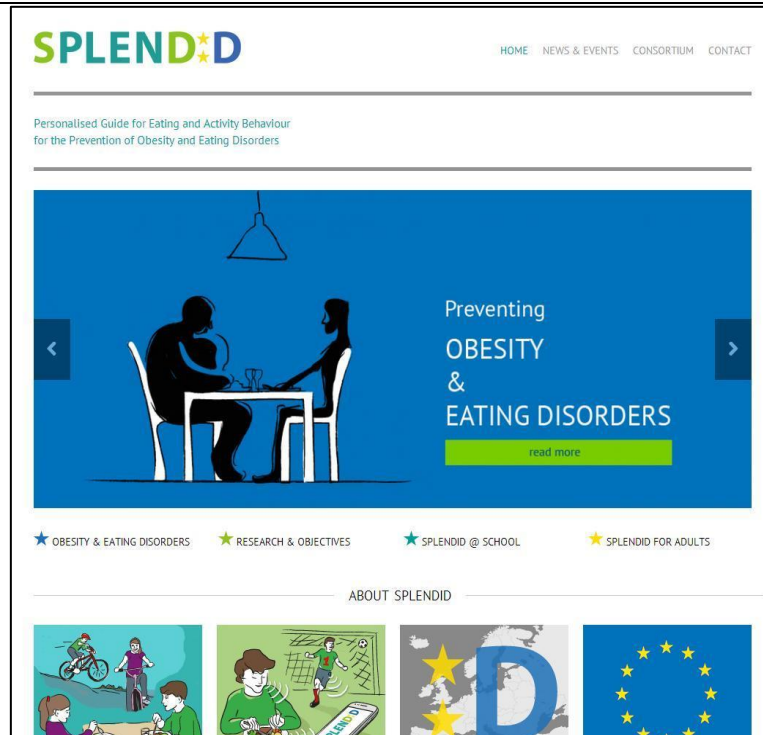 SPLENDID
HOME NEWS & EVENTS CONSORTIUM CONTACT
Personalised Guide for Eating and Activity Behaviour
for the Prevention of Obesity and Eating Disorders
Preventing
OBESITY
&
EATING DISORDERS
read more
OBESITY & EATING DISORDERS RESEARCH & OBJECTIVES SPLENDID @ SCHOOL SPLENDID FOR ADULTS
ABOUT SPLENDID
1
SPLENDID
D